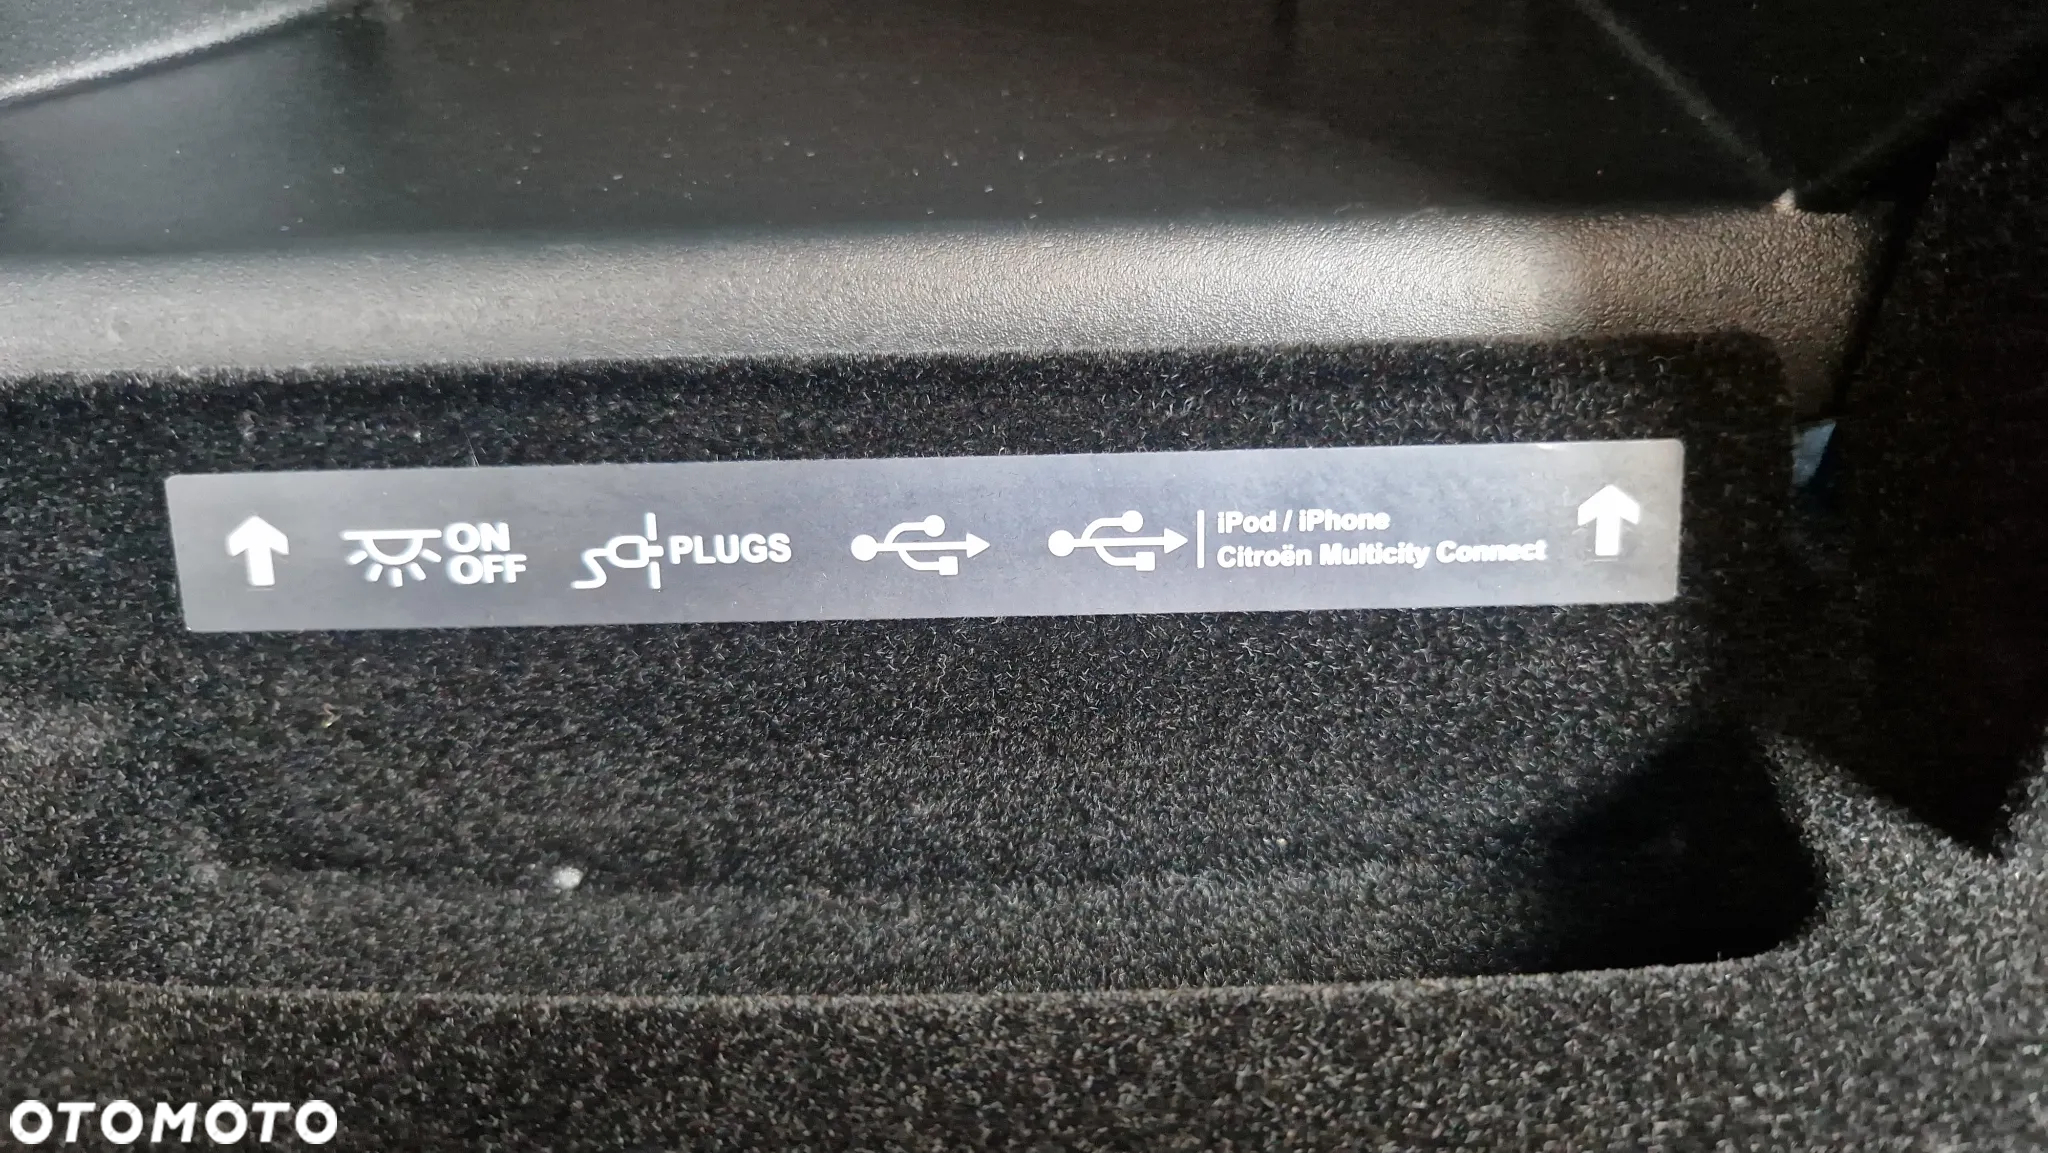 ON
OFF
PLUGS
iPod / iPhone
Citroën Multicity Connect
OTOMOTO